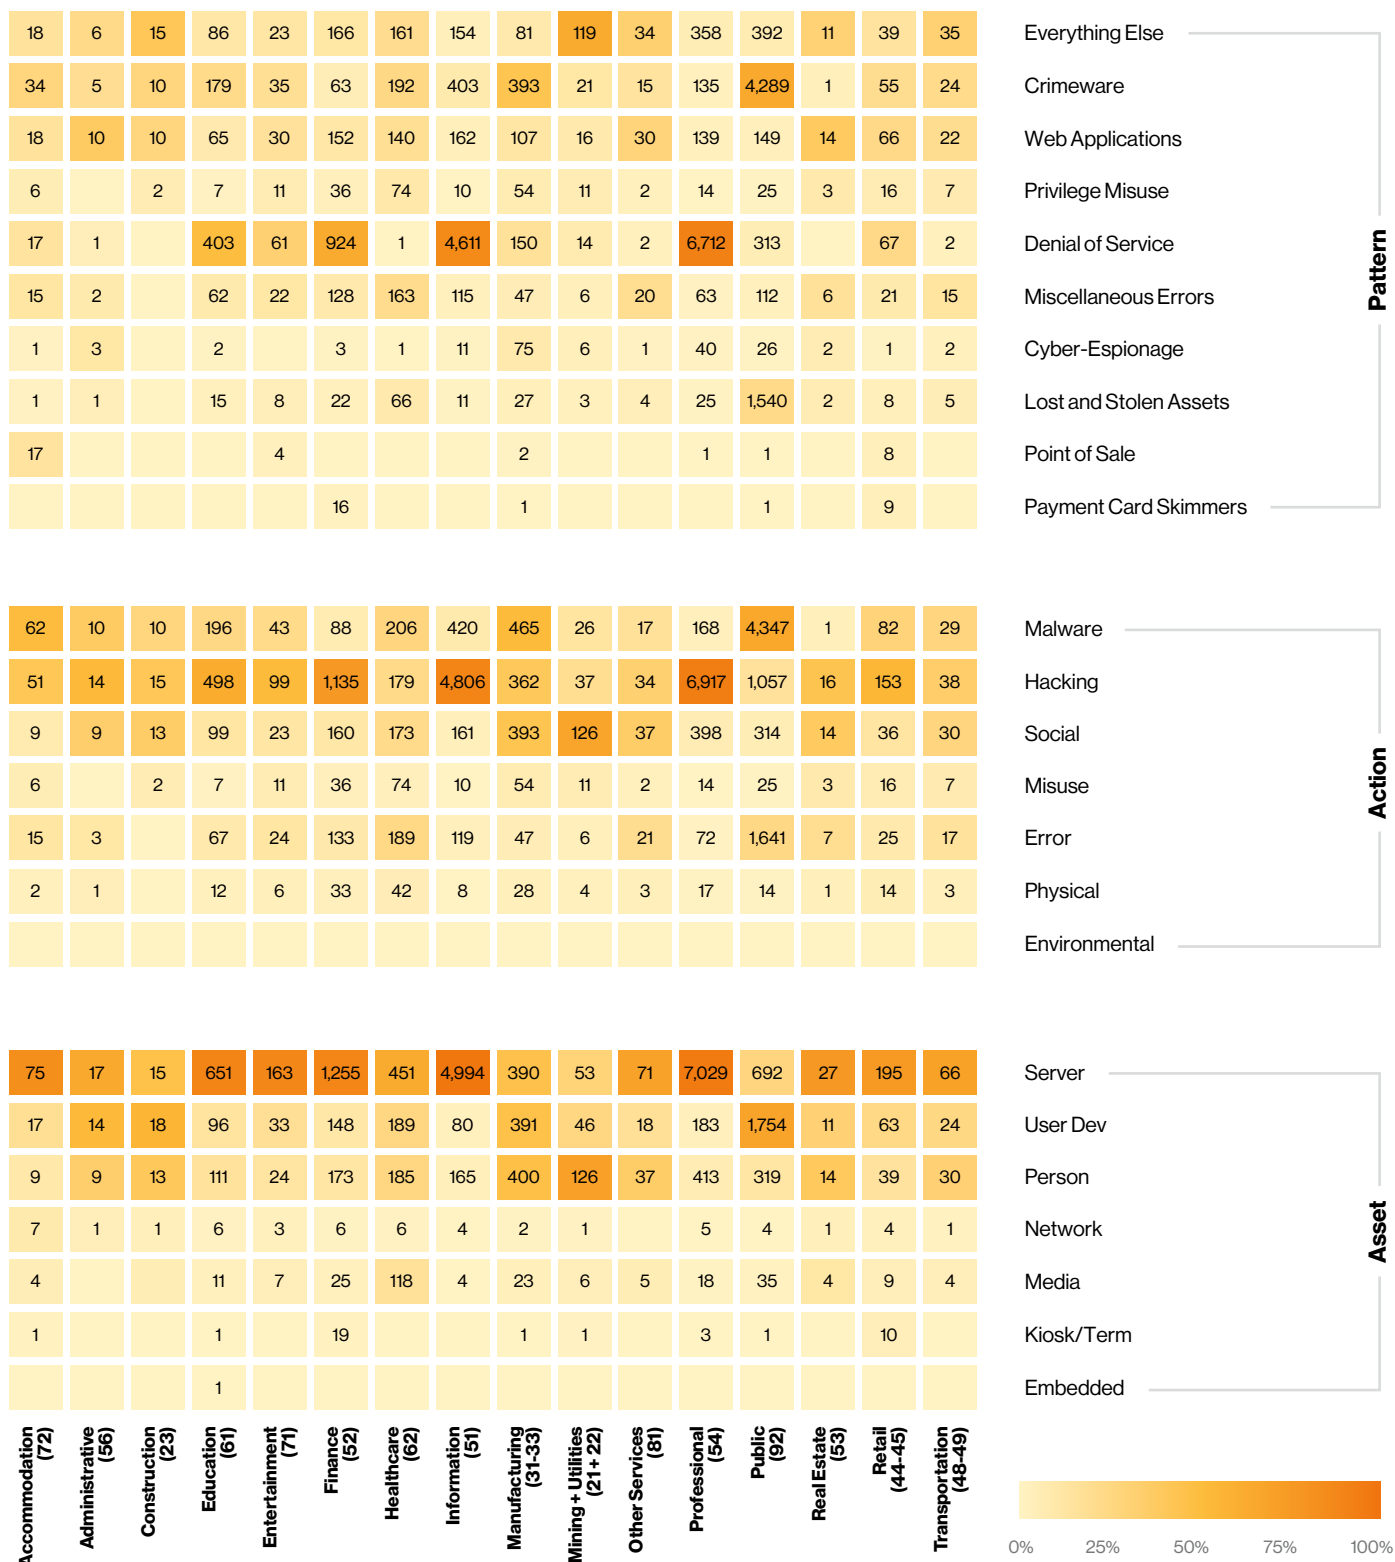 18 6 15 86 23 166 161 154 81 119 34 358 392 11 39 35 Everything Else
34 5 10 179 35 63 192 403 393 21 15 135 4,289 1 55 24 Crimeware
18 10 10 65 30 152 140 162 107 16 30 139 149 14 66 22 Web Applications
6 2 7 11 36 74 10 54 11 2 14 25 3 16 7 Privilege Misuse
17 1 403 61 924 1 4,611 150 14 2 6,712 313 67 2 Denial of Service
15 2 62 22 128 163 115 47 6 20 63 112 6 21 15 Miscellaneous Errors
1 3 2 3 1 11 75 6 1 40 26 2 1 2 Cyber-Espionage
1 1 15 8 22 66 11 27 3 4 25 1,540 2 8 5 Lost and Stolen Assets
17 4 2 1 1 8 Point of Sale
16 1 1 9 Payment Card Skimmers
Pattern
62 10 10 196 43 88 206 420 465 26 17 168 4,347 1 82 29 Malware
51 14 15 498 99 1,135 179 4,806 362 37 34 6,917 1,057 16 153 38 Hacking
9 9 13 99 23 160 173 161 393 126 37 398 314 14 36 30 Social
6 2 7 11 36 74 10 54 11 2 14 25 3 16 7 Misuse
15 3 67 24 133 189 119 47 6 21 72 1,641 7 25 17 Error
2 1 12 6 33 42 8 28 4 3 17 14 1 14 3 Physical
Environmental
Action
75 17 15 651 163 1,255 451 4,994 390 53 71 7,029 692 27 195 66 Server
17 14 18 96 33 148 189 80 391 46 18 183 1,754 11 63 24 User Dev
9 9 13 111 24 173 185 165 400 126 37 413 319 14 39 30 Person
7 1 1 6 3 6 6 4 2 1 5 4 1 4 1 Network
4 11 7 25 118 4 23 6 5 18 35 4 9 4 Media
1 1 19 1 1 3 1 10 Kiosk/Term
1 Embedded
Asset
Accommodation
(72)
Administrative
(56)
Construction
(23)
Education
(61)
Entertainment
(71)
Finance
(52)
Healthcare
(62)
Information
(51)
Manufacturing
(31-33)
Mining + Utilities
(21+ 22)
Other Services
(81)
Professional
(54)
Public
(92)
Real Estate
(53)
Retail
(44-45)
Transportation
(48-49)
0% 25% 50% 75% 100%